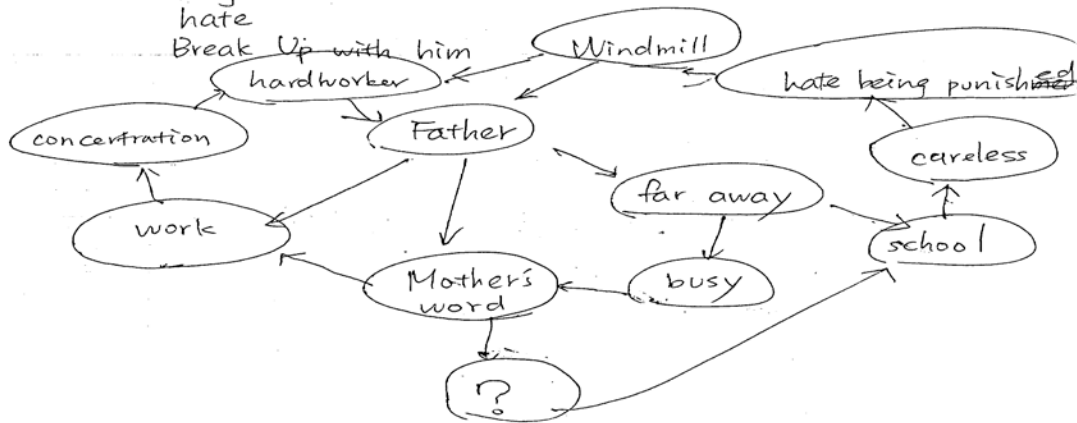 hate
Break Up with him
Windmill
hardworker
hate being punished
concertration
Father
careless
far away
work
school
Mother's
word
busy
?